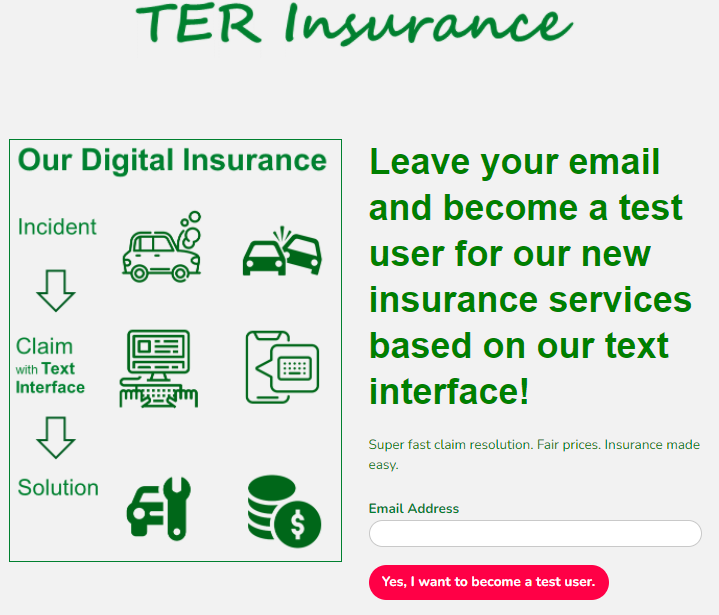 TER Insurance
Our Digital Insurance
Incident
Claim
with Text
Interface
Solution
$
Leave your email
and become a test
user for our new
insurance services
based on our text
interface!
Super fast claim resolution. Fair prices. Insurance made
easy.
Email Address
Yes, I want to become a test user.